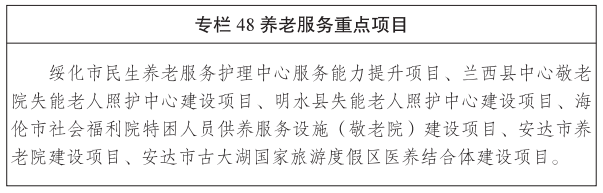 专栏 48 养老服务重点项目
绥化市民生养老服务护理中心服务能力提升项目、兰西县中心敬老
院失能老人照护中心建设项目、明水县失能老人照护中心建设项目、海
伦市社会福利院特困人员供养服务设施（敬老院）建设项目、安达市养
老院建设项目、安达市古大湖国家旅游度假区医养结合体建设项目。